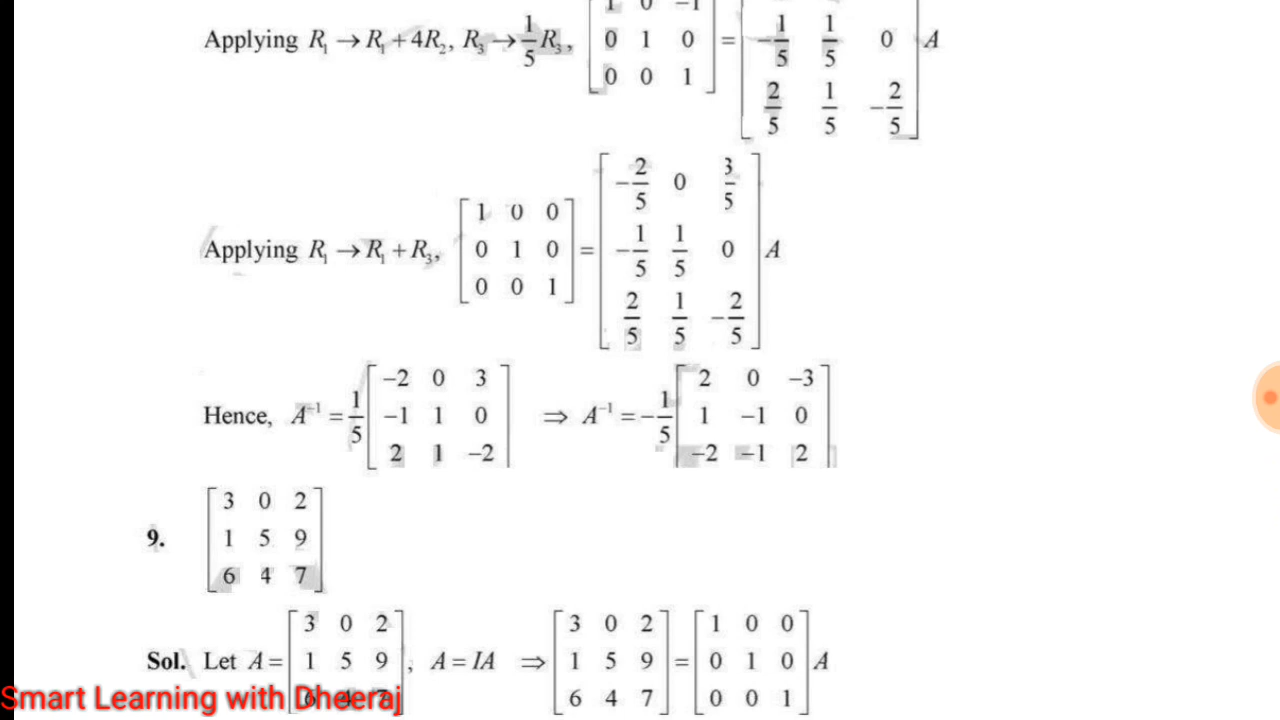 Applying R₁ → R₁ + 4R₂, R₃ → 1/5 R₃, [1 0 −1; 0 1 0; 0 0 1] = [−1/5 1/5 0; 2/5 1/5 −2/5] A
Applying R₁ → R₁ + R₃, [1 0 0; 0 1 0; 0 0 1] = [−2/5 0 3/5; −1/5 1/5 0; 2/5 1/5 −2/5] A
Hence, A⁻¹ = 1/5 [−2 0 3; −1 1 0; 2 1 −2] ⇒ A⁻¹ = −1/5 [2 0 −3; 1 −1 0; −2 −1 2]
9. [3 0 2; 1 5 9; 6 4 7]
Sol. Let A = [3 0 2; 1 5 9; 6 4 7], A = IA ⇒ [3 0 2; 1 5 9; 6 4 7] = [1 0 0; 0 1 0; 0 0 1] A
Smart Learning with Dheeraj